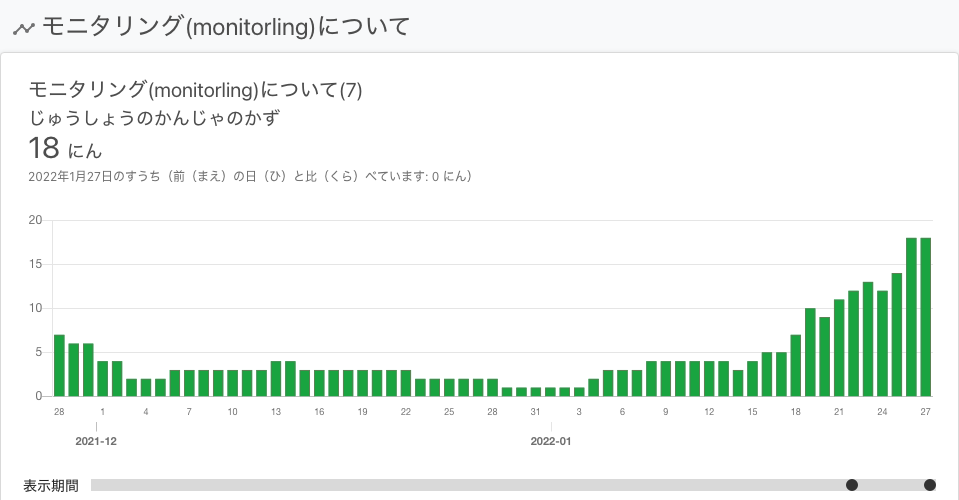 モニタリング(monitorling)について
モニタリング(monitorling)について(7)
じゅうしょうのかんじゃのかず
18 にん
2022年1月27日のすうち（前（まえ）の日（ひ）と比（くら）べています: 0 にん）
20
15
10
5
0
28 1 4 7 10 13 16 19 22 25 28 31 3 6 9 12 15 18 21 24 27
2021-12 2022-01
表示期間